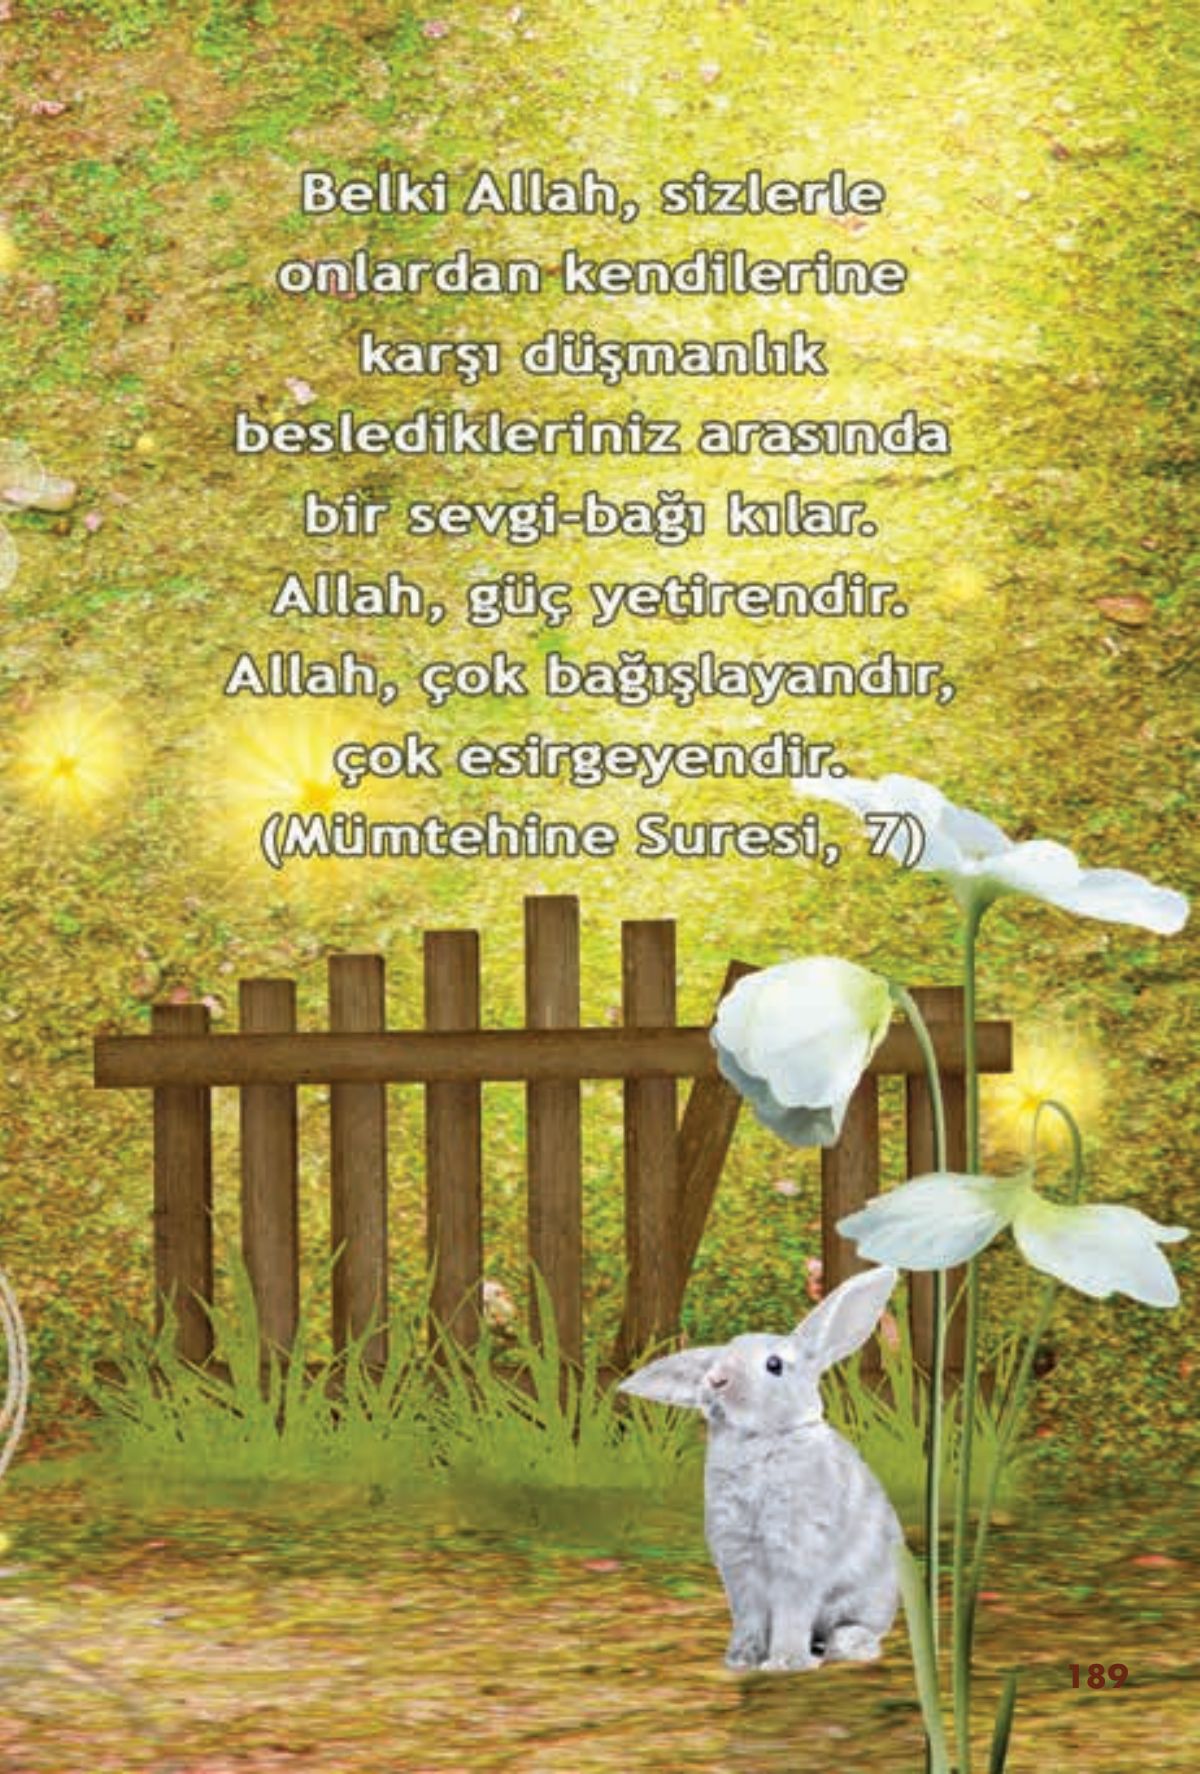 Belki Allah, sizlerle
onlardan kendilerine
karşı düşmanlık
besledikleriniz arasında
bir sevgi-bağı kılar.
Allah, güç yetirendir.
Allah, çok bağışlayandır,
çok esirgeyendir.
(Mümtehine Suresi, 7)
189